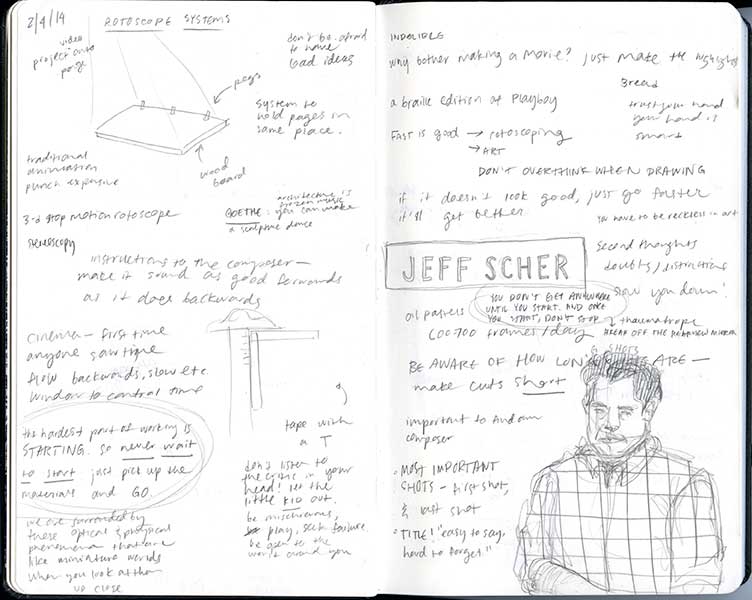 2/4/14
ROTOSCOPE SYSTEMS
video
project onto
page
don't be afraid
to have
bad ideas
pegs
system to
hold pages in
same place.
wood
board
traditional
animation
punch expensive
3-d stop motion rotoscope
stereoscopy
architecture is
frozen music
GOETHE: you can make
a sculpture dance
instructions to the composer—
make it sound as good forwards
as it does backwards
cinema — first time
anyone saw time
flow backwards, slow etc.
window to control time
the hardest part of working is
STARTING. So never wait
to start just pick up the
materials and GO.
we are surrounded by
these optical & physical
phenomena that are
like miniature worlds
when you look at them
up close
tape with
a T
don't listen to
the critic in your
head! let the
little KID out.
be mischievous,
play, seek failure
be open to the
world around you
INDELIBLE
why bother making a movie? just make the highlights
Bread
a braille edition of Playboy
trust your hand
your hand is
smart
Fast is good → rotoscoping
→ ART
DON'T OVERTHINK WHEN DRAWING
if it doesn't look good, just go faster
it'll get better
you have to be reckless in art
second thoughts
doubts/distractions
slow you down!
JEFF SCHER
YOU DON'T GET ANYWHERE
UNTIL YOU START. AND ONCE
YOU START, DON'T STOP
oil pastels
thaumatrope
600-700 frames/day
BREAK OFF THE REARVIEW MIRROR
BE AWARE OF HOW LONG SHOTS ARE —
make cuts short
important to
composer
• MOST IMPORTANT
SHOTS - first shot,
& last shot
• TITLE! "easy to say,
hard to forget."